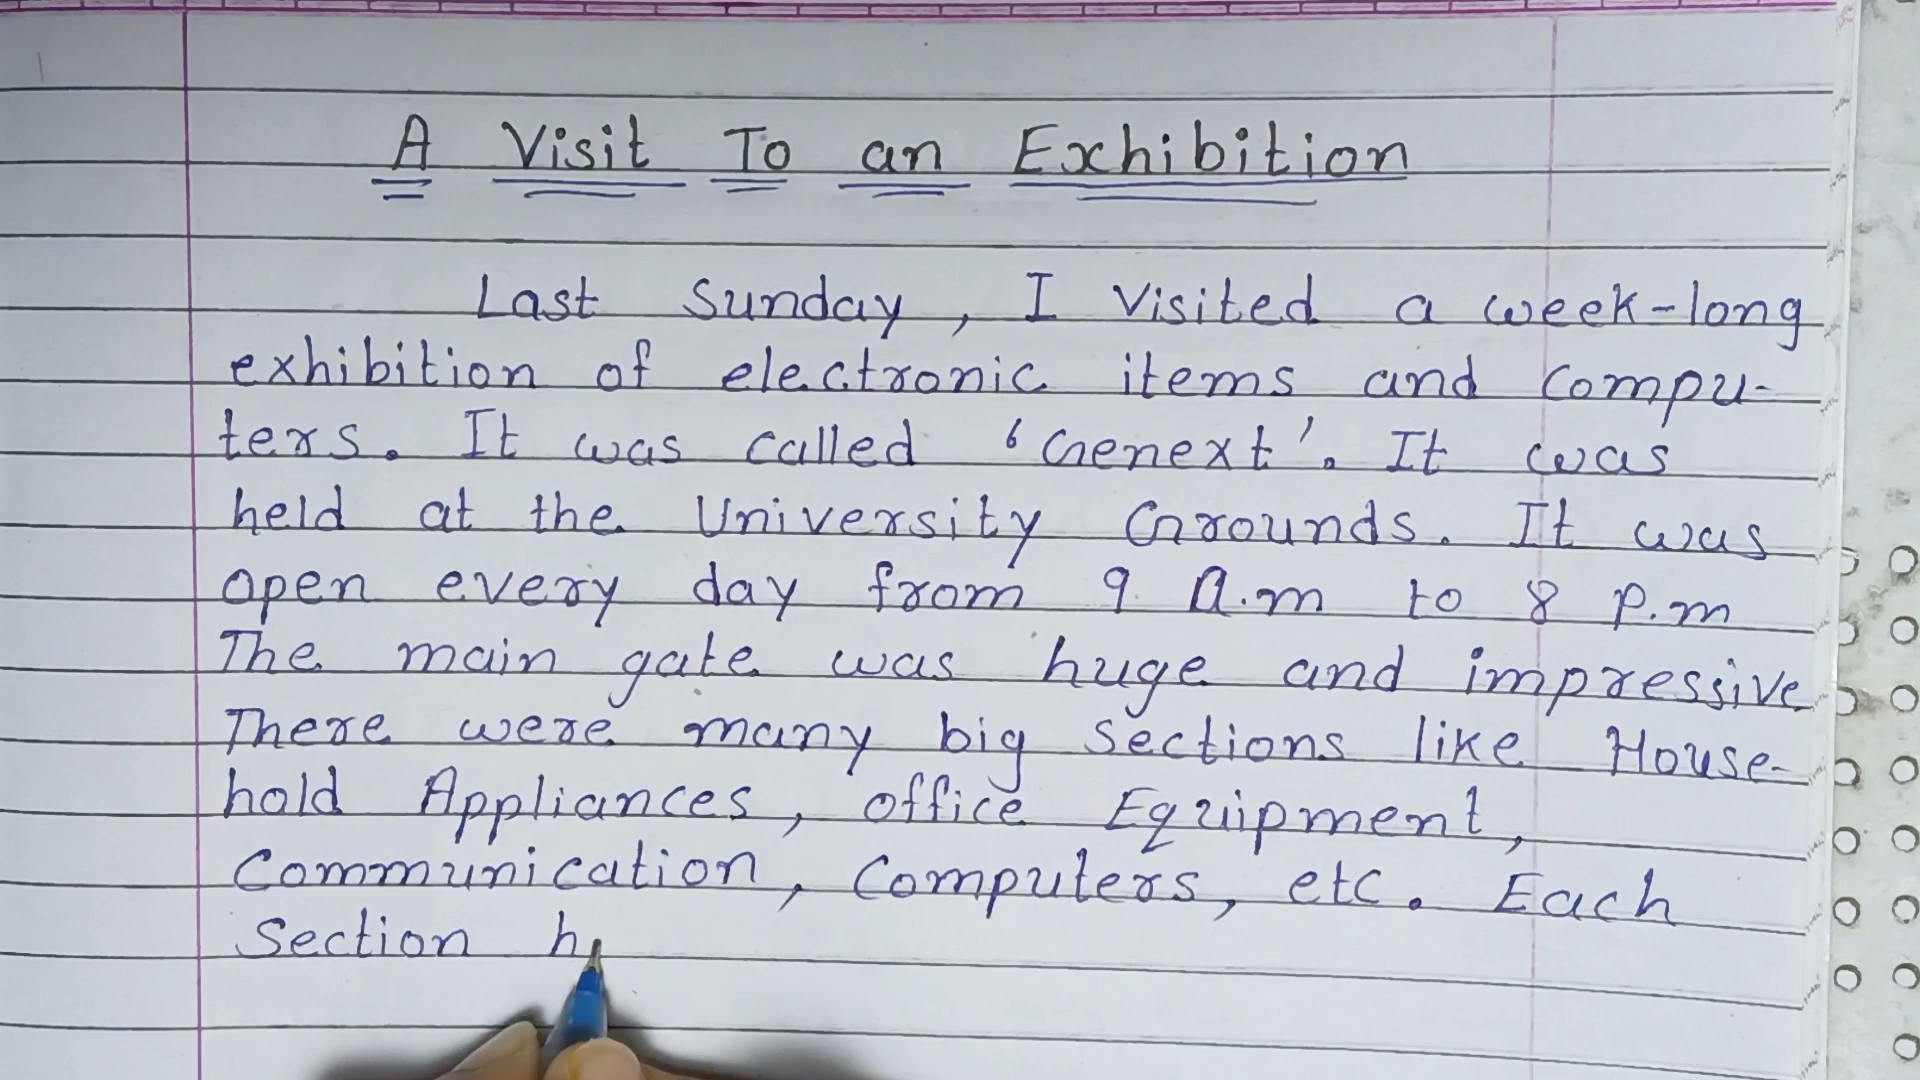 A Visit To an Exhibition
Last Sunday, I visited a week-long
exhibition of electronic items and compu-
ters. It was called 'Genext'. It was
held at the University Grounds. It was
open every day from 9 a.m to 8 p.m
The main gate was huge and impressive
There were many big sections like House-
hold Appliances, office Equipment,
Communication, Computers, etc. Each
Section h